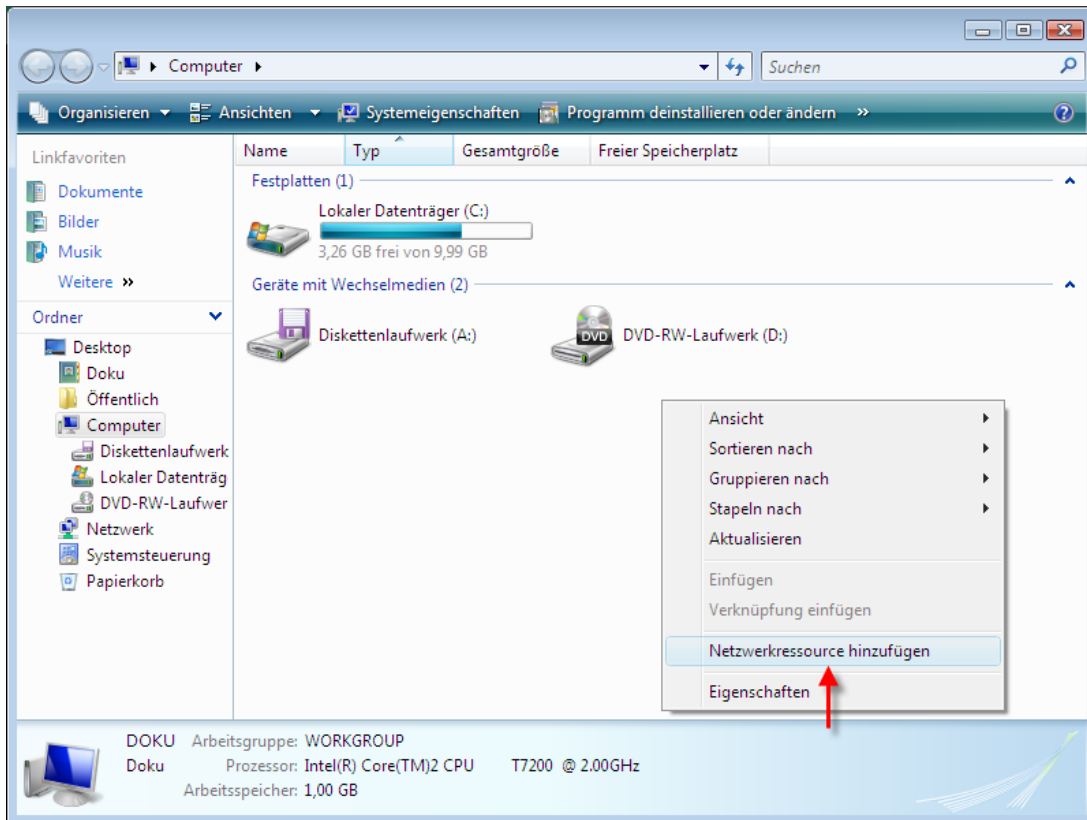 Computer
Suchen
Organisieren Ansichten Systemeigenschaften Programm deinstallieren oder ändern »
Linkfavoriten
Dokumente
Bilder
Musik
Weitere »
Ordner
Desktop
Doku
Öffentlich
Computer
Diskettenlaufwerk
Lokaler Datenträg
DVD-RW-Laufwer
Netzwerk
Systemsteuerung
Papierkorb
Name Typ Gesamtgröße Freier Speicherplatz
Festplatten (1)
Lokaler Datenträger (C:)
3,26 GB frei von 9,99 GB
Geräte mit Wechselmedien (2)
Diskettenlaufwerk (A:)
DVD
DVD-RW-Laufwerk (D:)
Ansicht
Sortieren nach
Gruppieren nach
Stapeln nach
Aktualisieren
Einfügen
Verknüpfung einfügen
Netzwerkressource hinzufügen
Eigenschaften
DOKU Arbeitsgruppe: WORKGROUP
Doku Prozessor: Intel(R) Core(TM)2 CPU T7200 @ 2.00GHz
Arbeitsspeicher: 1,00 GB